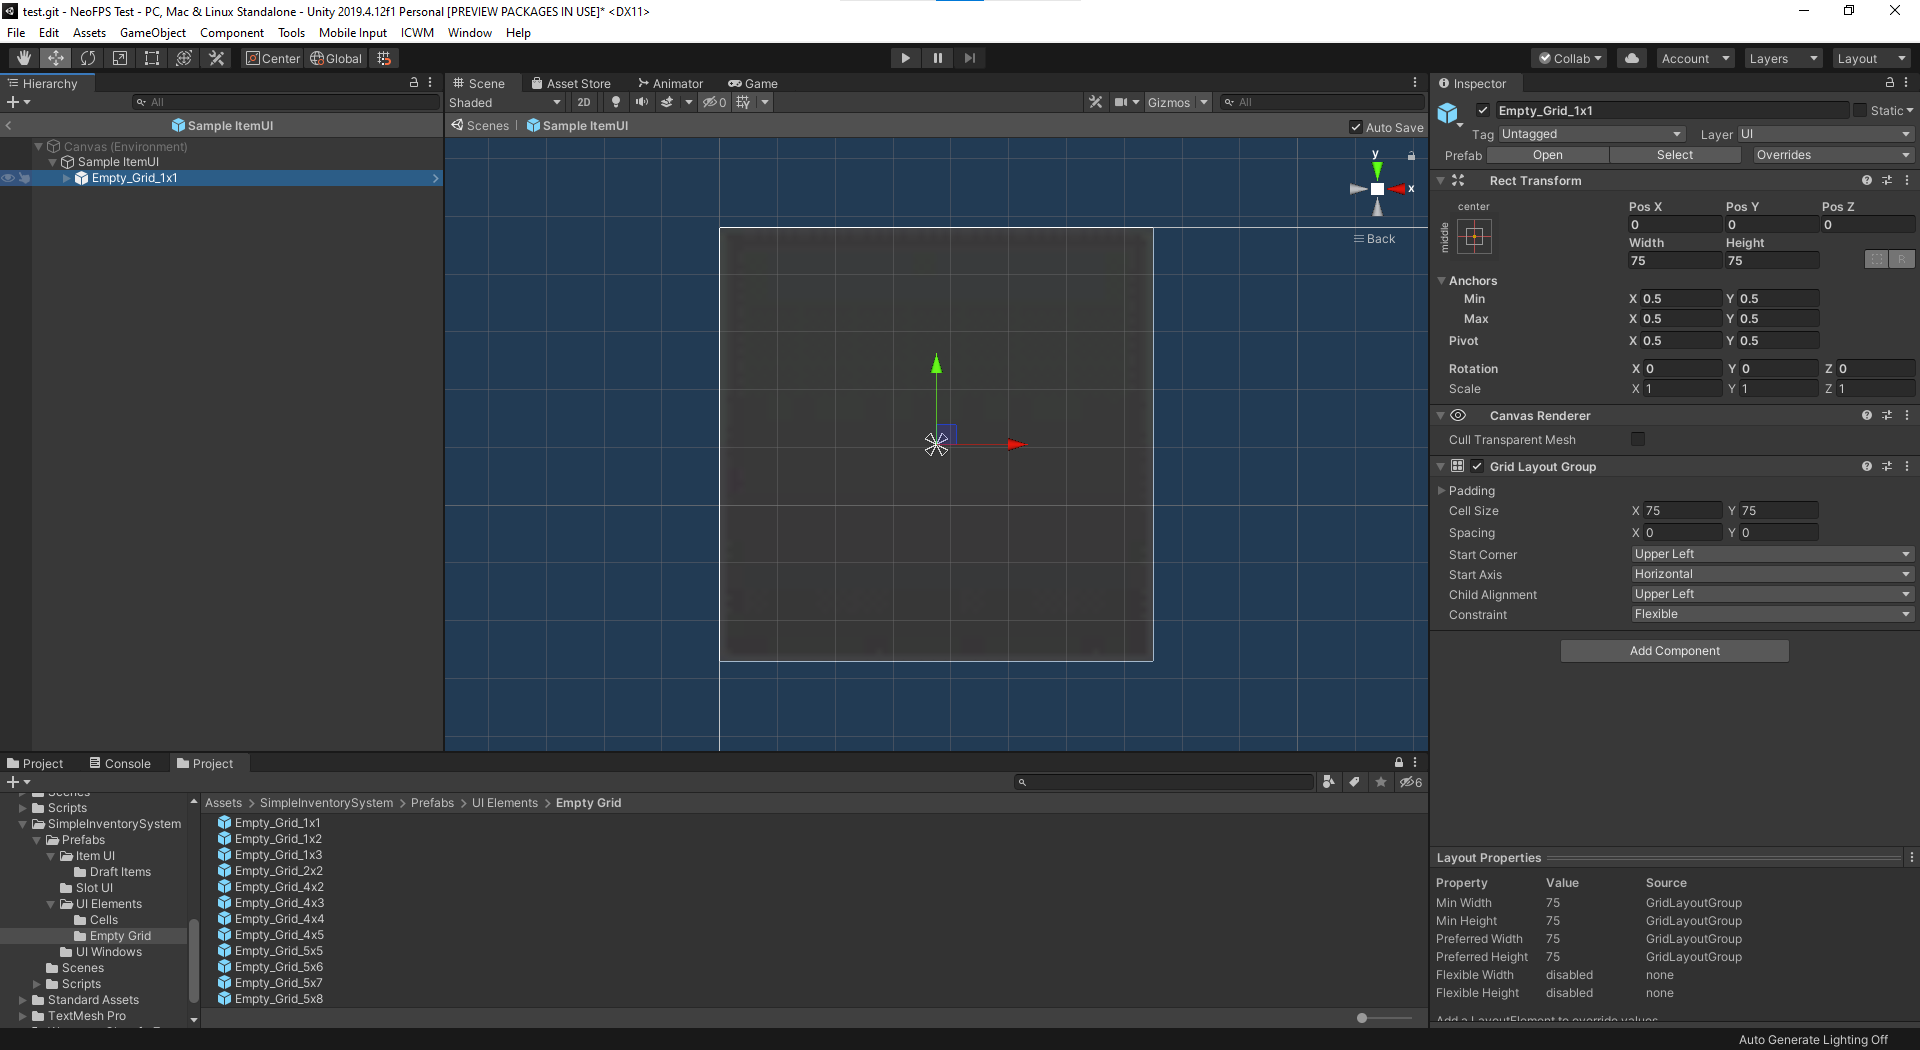 test.git - NeoFPS Test - PC, Mac & Linux Standalone - Unity 2019.4.12f1 Personal [PREVIEW PACKAGES IN USE]* <DX11>
File Edit Assets GameObject Component Tools Mobile Input ICWM Window Help
Center Global Collab Account Layers Layout
Hierarchy Scene Asset Store Animator Game Inspector
All Shaded 2D 0 Gizmos All
Sample ItemUI
Canvas (Environment)
Sample ItemUI
Empty_Grid_1x1
Scenes Sample ItemUI Auto Save
y
x
Back
Empty_Grid_1x1 Static
Tag Untagged Layer UI
Prefab Open Select Overrides
Rect Transform
center
middle
Pos X Pos Y Pos Z
0 0 0
Width Height
75 75 R
Anchors
Min X 0.5 Y 0.5
Max X 0.5 Y 0.5
Pivot X 0.5 Y 0.5
Rotation X 0 Y 0 Z 0
Scale X 1 Y 1 Z 1
Canvas Renderer
Cull Transparent Mesh
Grid Layout Group
Padding
Cell Size X 75 Y 75
Spacing X 0 Y 0
Start Corner Upper Left
Start Axis Horizontal
Child Alignment Upper Left
Constraint Flexible
Add Component
Project Console Project
6
Scenes
Scripts
SimpleInventorySystem
Prefabs
Item UI
Draft Items
Slot UI
UI Elements
Cells
Empty Grid
UI Windows
Scenes
Scripts
Standard Assets
TextMesh Pro
Assets > SimpleInventorySystem > Prefabs > UI Elements > Empty Grid
Empty_Grid_1x1
Empty_Grid_1x2
Empty_Grid_1x3
Empty_Grid_2x2
Empty_Grid_4x2
Empty_Grid_4x3
Empty_Grid_4x4
Empty_Grid_4x5
Empty_Grid_5x5
Empty_Grid_5x6
Empty_Grid_5x7
Empty_Grid_5x8
Layout Properties
Property Value Source
Min Width 75 GridLayoutGroup
Min Height 75 GridLayoutGroup
Preferred Width 75 GridLayoutGroup
Preferred Height 75 GridLayoutGroup
Flexible Width disabled none
Flexible Height disabled none
Add a LayoutElement to override values
Auto Generate Lighting Off